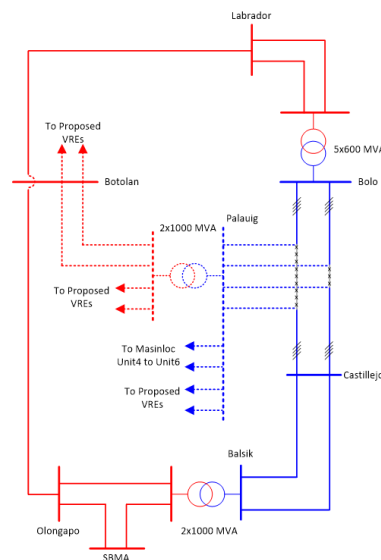 Labrador
5x600 MVA
Bolo
To Proposed
VREs
Botolan
2x1000 MVA
Palauig
To Proposed
VREs
To Masinloc
Unit4 to Unit6
To Proposed
VREs
Castillejo
Balsik
Olongapo
2x1000 MVA
SBMA